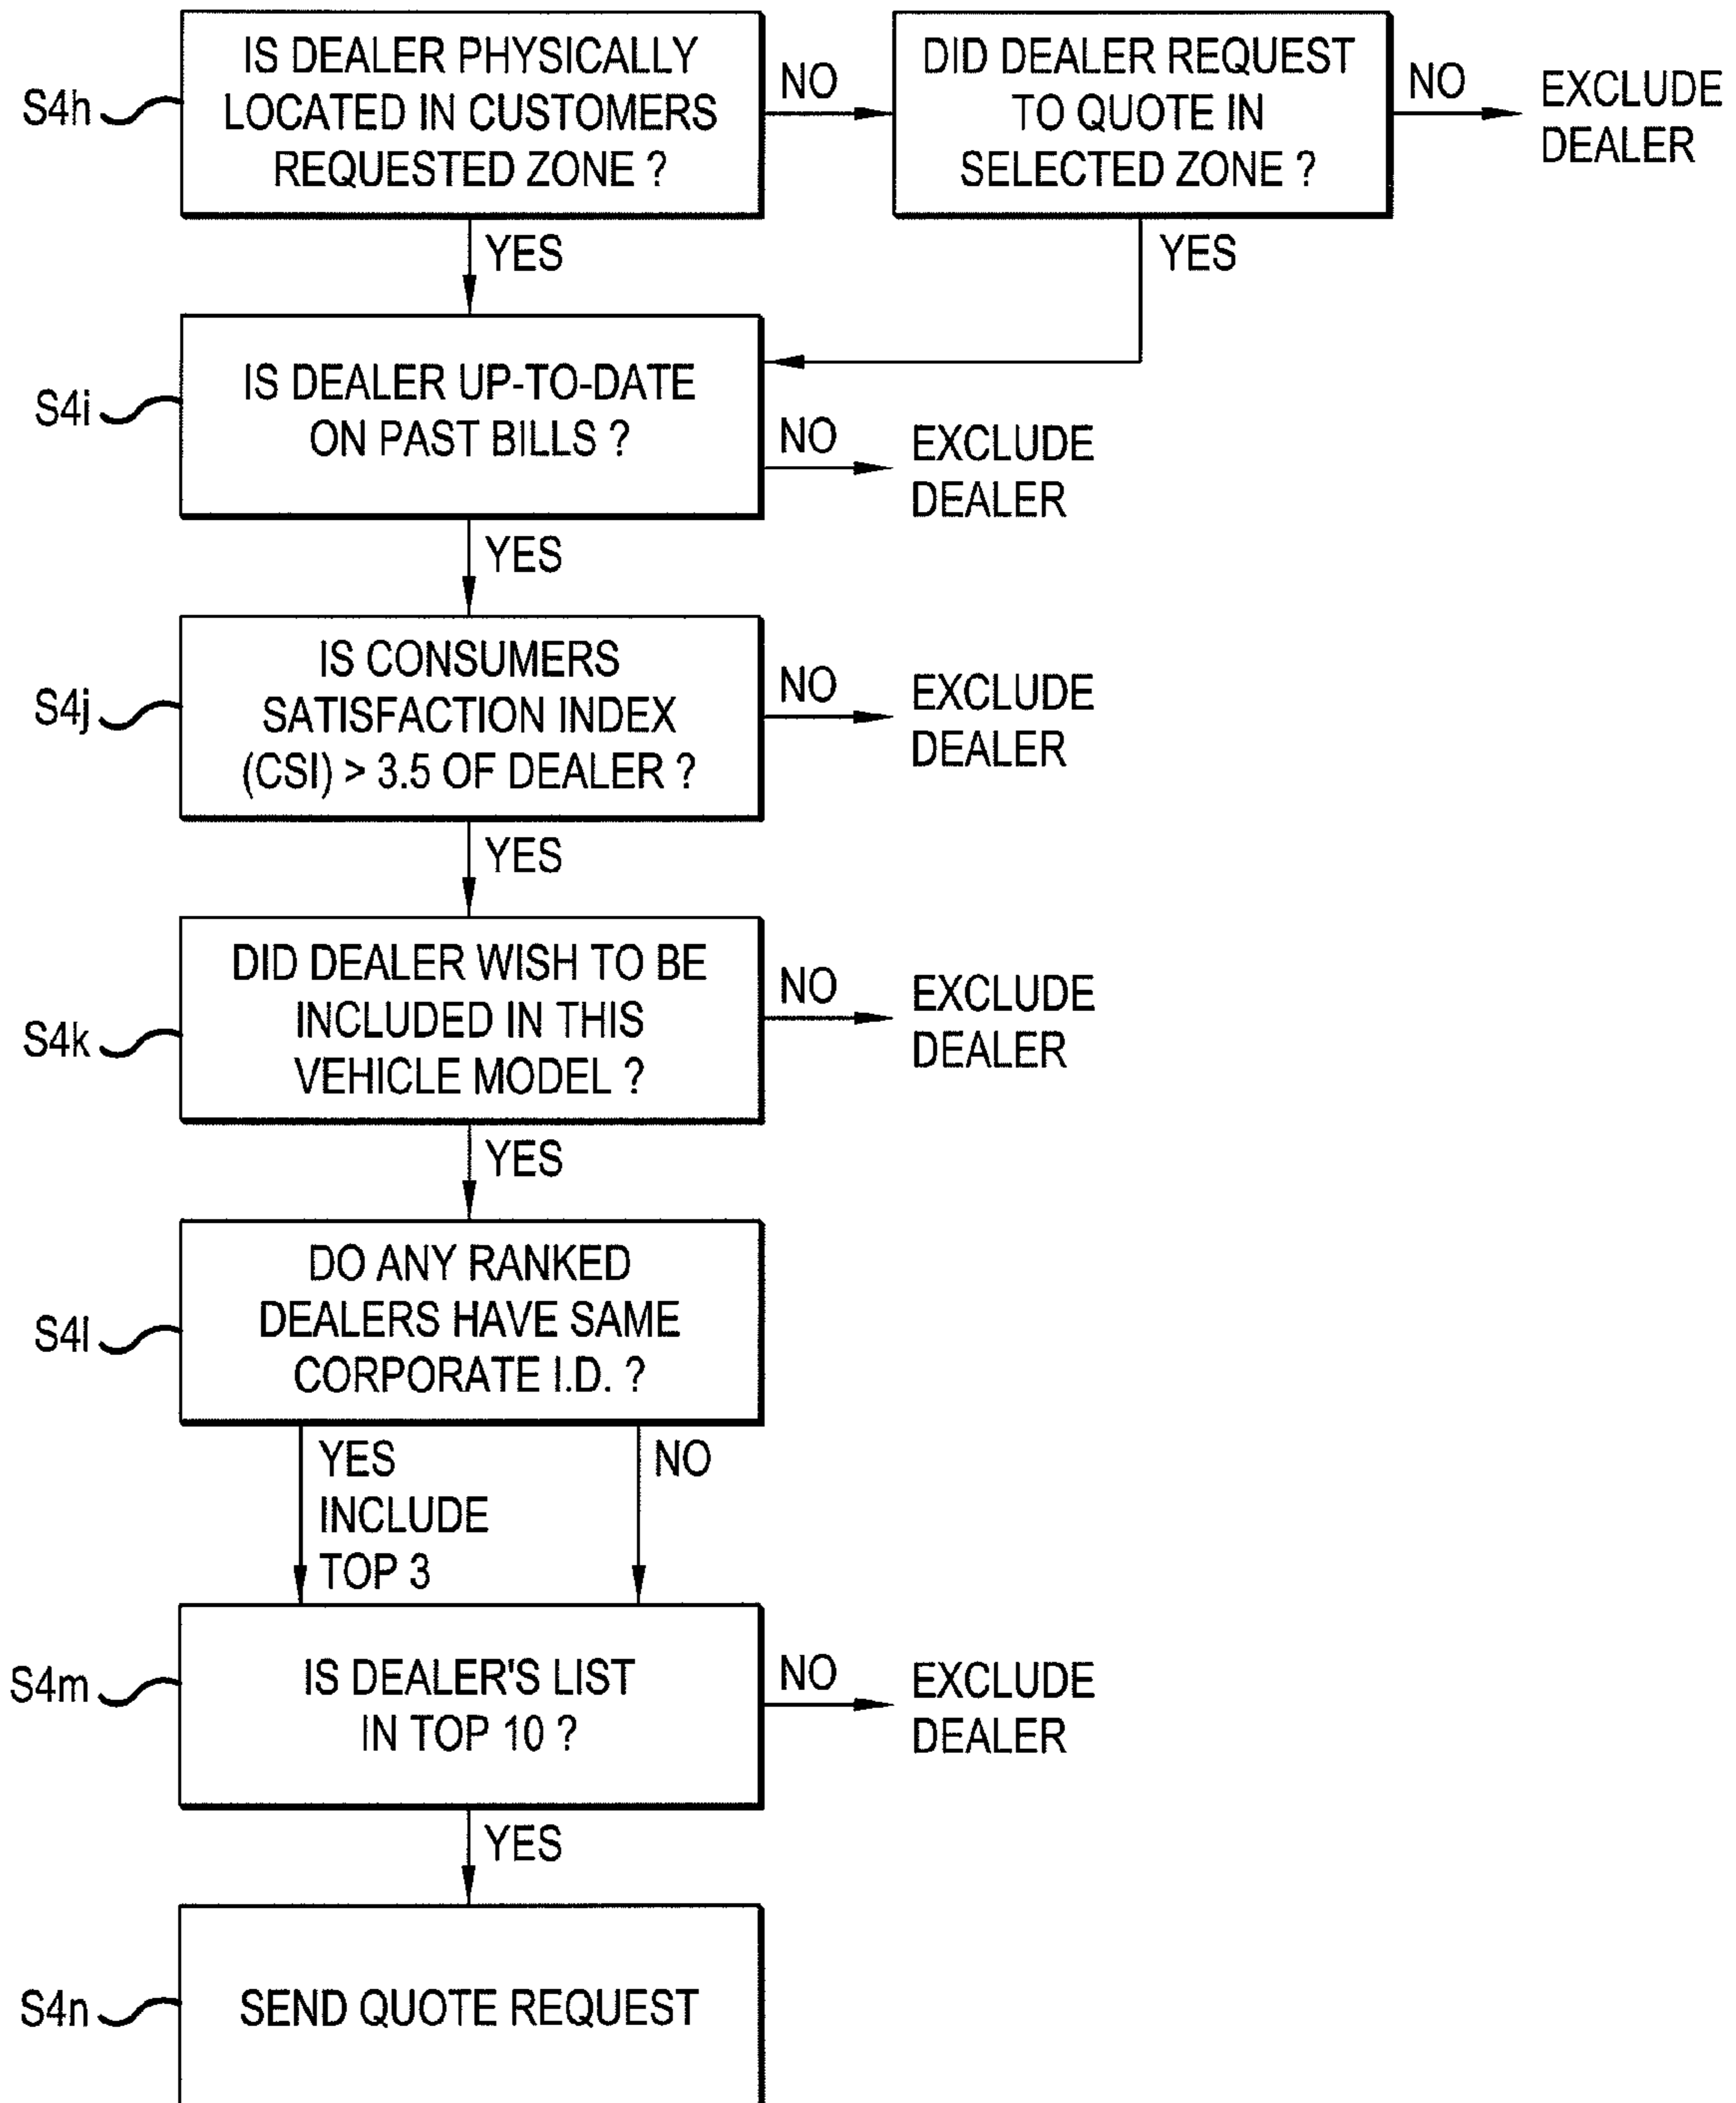 S4h
IS DEALER PHYSICALLY
LOCATED IN CUSTOMERS
REQUESTED ZONE ?
NO
DID DEALER REQUEST
TO QUOTE IN
SELECTED ZONE ?
NO
EXCLUDE
DEALER
YES
YES
S4i
IS DEALER UP-TO-DATE
ON PAST BILLS ?
NO
EXCLUDE
DEALER
YES
S4j
IS CONSUMERS
SATISFACTION INDEX
(CSI) > 3.5 OF DEALER ?
NO
EXCLUDE
DEALER
YES
S4k
DID DEALER WISH TO BE
INCLUDED IN THIS
VEHICLE MODEL ?
NO
EXCLUDE
DEALER
YES
S4l
DO ANY RANKED
DEALERS HAVE SAME
CORPORATE I.D. ?
YES
INCLUDE
TOP 3
NO
S4m
IS DEALER'S LIST
IN TOP 10 ?
NO
EXCLUDE
DEALER
YES
S4n
SEND QUOTE REQUEST